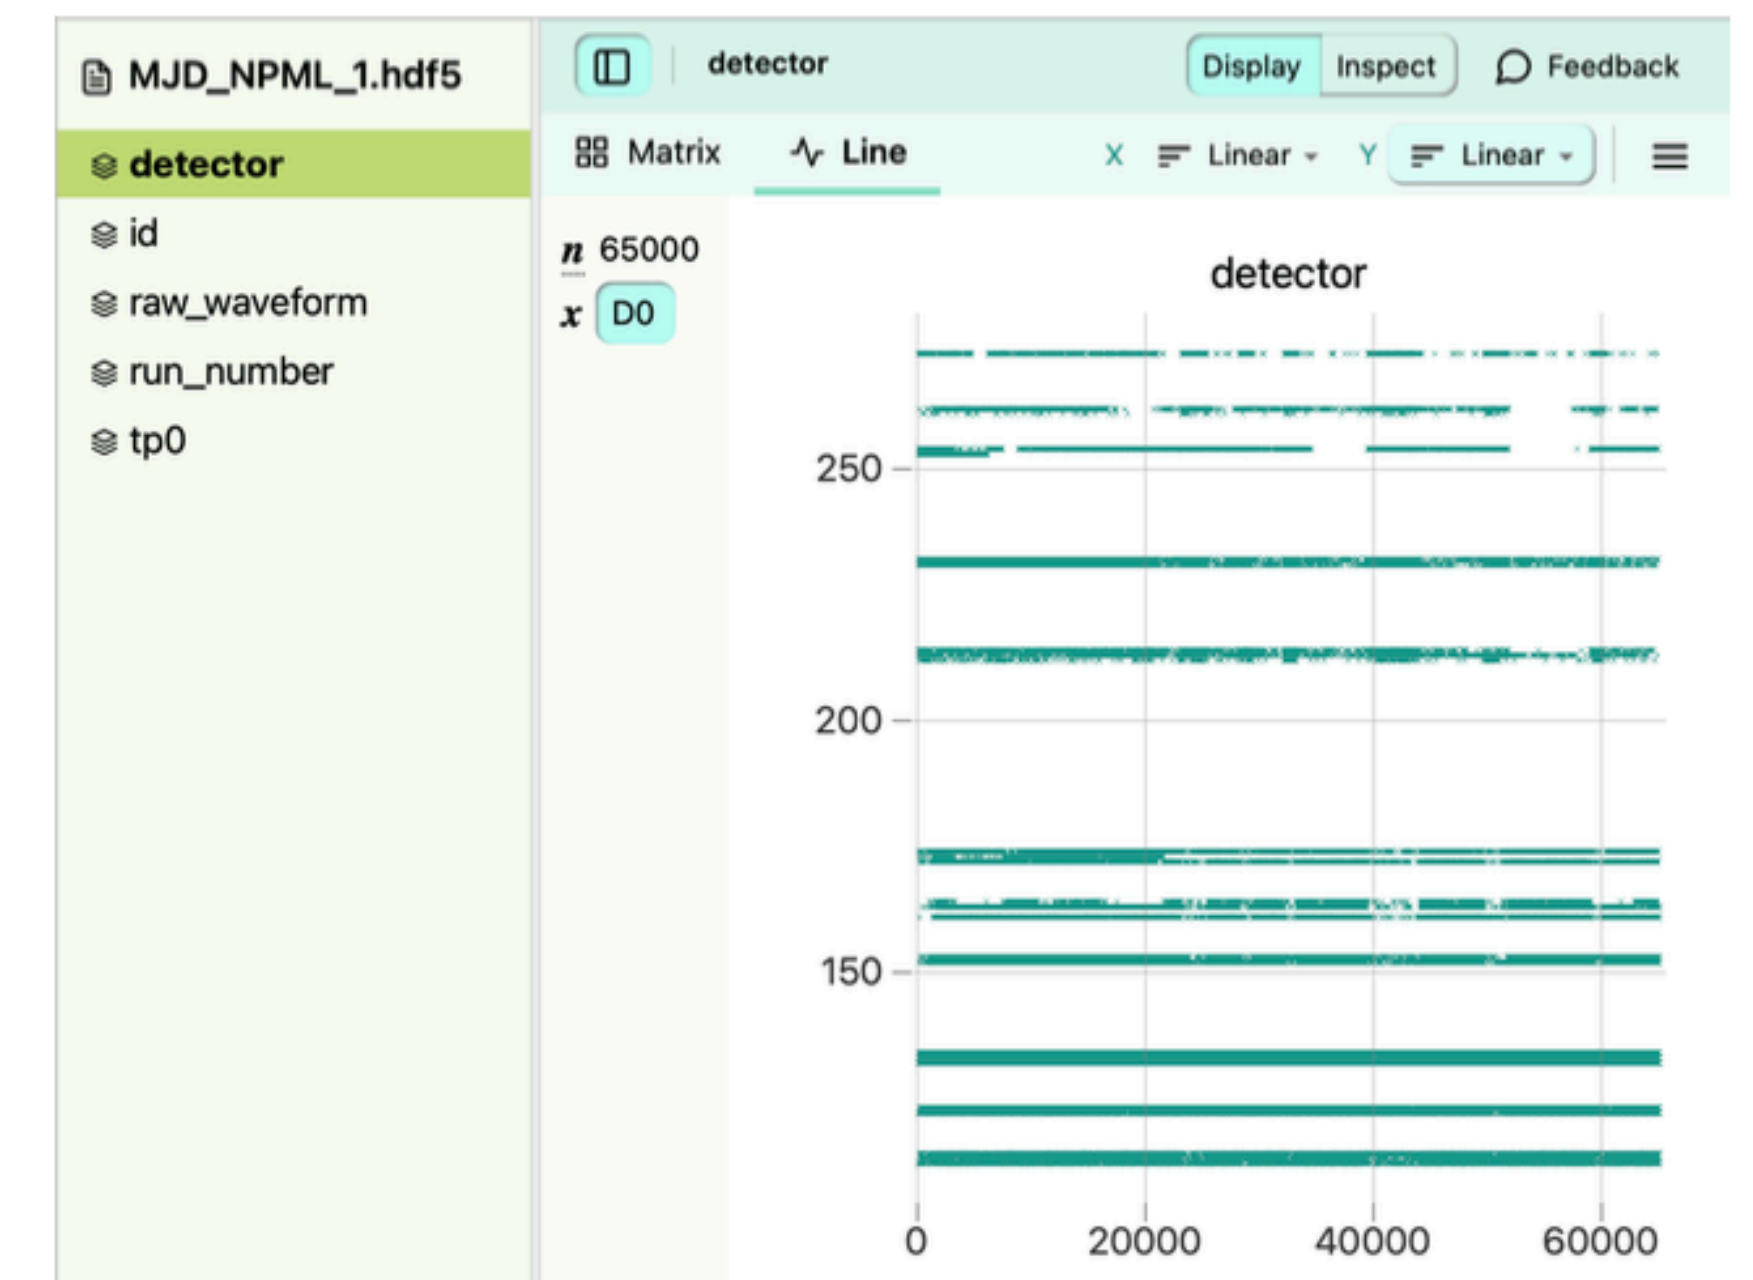 MJD_NPML_1.hdf5
detector
id
raw_waveform
run_number
tp0
detector
Display Inspect Feedback
Matrix Line X Linear Y Linear
n 65000
x D0
detector
250
200
150
0 20000 40000 60000